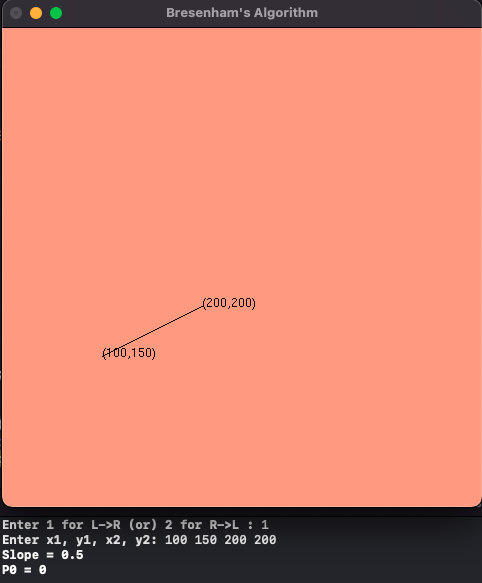 Bresenham's Algorithm
(200,200)
(100,150)
Enter 1 for L->R (or) 2 for R->L : 1
Enter x1, y1, x2, y2: 100 150 200 200
Slope = 0.5
P0 = 0